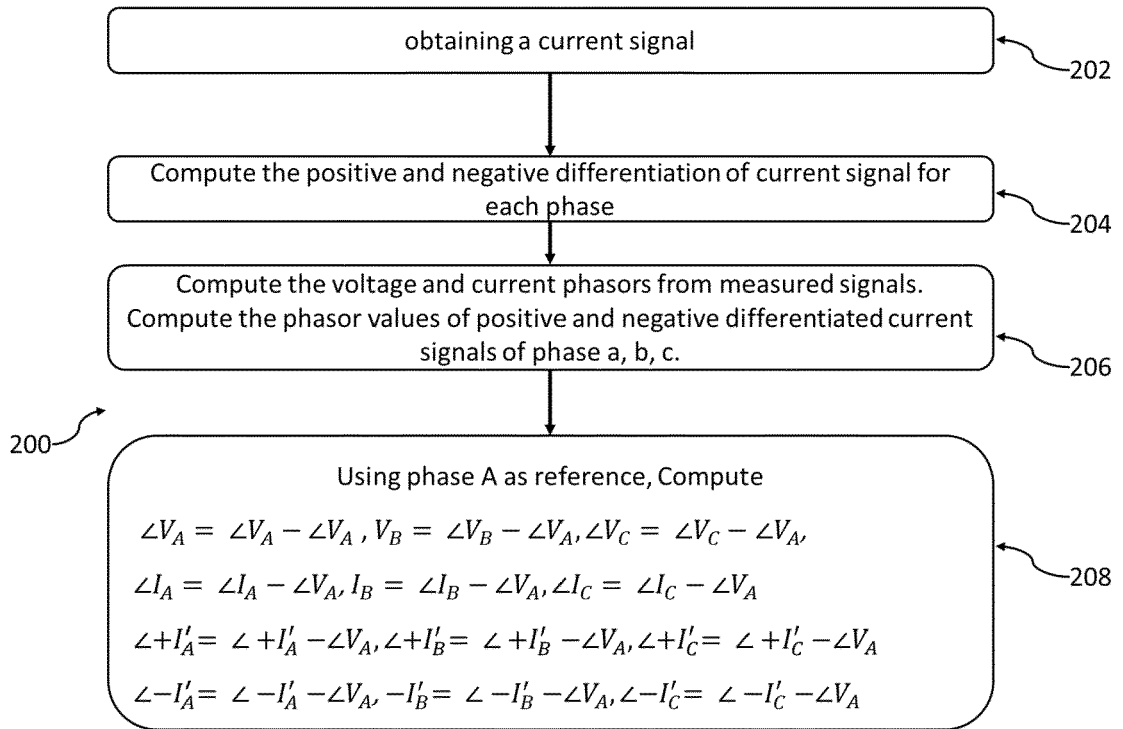 obtaining a current signal
202
Compute the positive and negative differentiation of current signal for
each phase
204
Compute the voltage and current phasors from measured signals.
Compute the phasor values of positive and negative differentiated current
signals of phase a, b, c.
206
200
Using phase A as reference, Compute
∠V_A = ∠V_A − ∠V_A , V_B = ∠V_B − ∠V_A, ∠V_C = ∠V_C − ∠V_A,
∠I_A = ∠I_A − ∠V_A, I_B = ∠I_B − ∠V_A, ∠I_C = ∠I_C − ∠V_A
∠+I′_A= ∠ +I′_A −∠V_A, ∠+I′_B= ∠ +I′_B −∠V_A, ∠+I′_C= ∠ +I′_C −∠V_A
∠−I′_A= ∠ −I′_A −∠V_A, −I′_B= ∠ −I′_B −∠V_A, ∠−I′_C= ∠ −I′_C −∠V_A
208